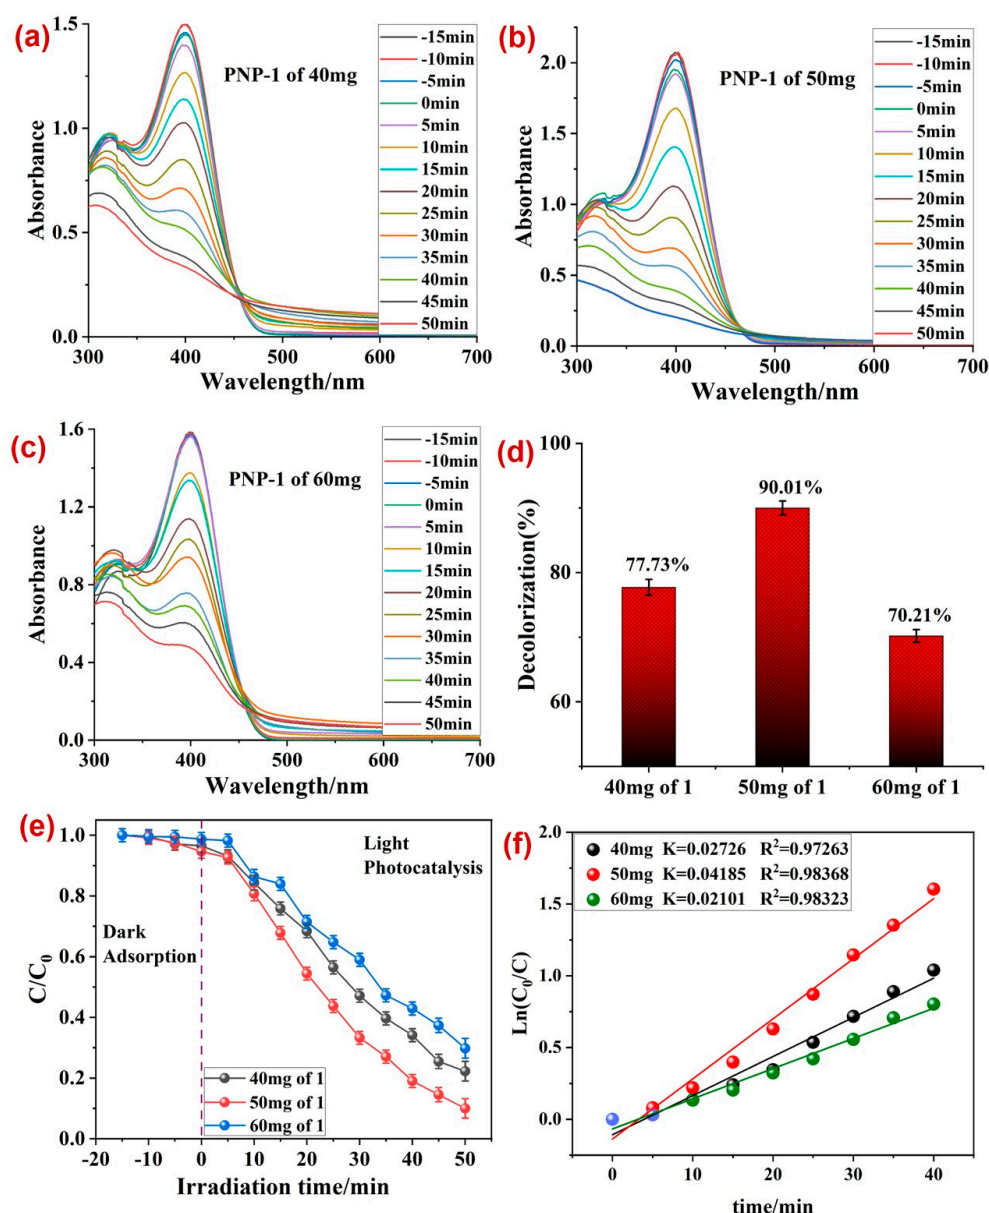 (a)
PNP-1 of 40mg
-15min
-10min
-5min
0min
5min
10min
15min
20min
25min
30min
35min
40min
45min
50min
1.5
1.0
0.5
0.0
300
400
500
600
700
Absorbance
Wavelength/nm
(b)
PNP-1 of 50mg
-15min
-10min
-5min
0min
5min
10min
15min
20min
25min
30min
35min
40min
45min
50min
2.0
1.5
1.0
0.5
0.0
300
400
500
600
700
Absorbance
Wavelength/nm
(c)
PNP-1 of 60mg
-15min
-10min
-5min
0min
5min
10min
15min
20min
25min
30min
35min
40min
45min
50min
1.6
1.2
0.8
0.4
0.0
300
400
500
600
700
Absorbance
Wavelength/nm
(d)
100
80
60
Decolorization(%)
77.73%
90.01%
70.21%
40mg of 1
50mg of 1
60mg of 1
(e)
Light
Photocatalysis
Dark
Adsorption
1.0
0.8
0.6
0.4
0.2
0.0
C/C₀
40mg of 1
50mg of 1
60mg of 1
-20
-10
0
10
20
30
40
50
Irradiation time/min
(f)
40mg K=0.02726 R²=0.97263
50mg K=0.04185 R²=0.98368
60mg K=0.02101 R²=0.98323
2.0
1.5
1.0
0.5
0.0
Ln(C₀/C)
0
10
20
30
40
time/min